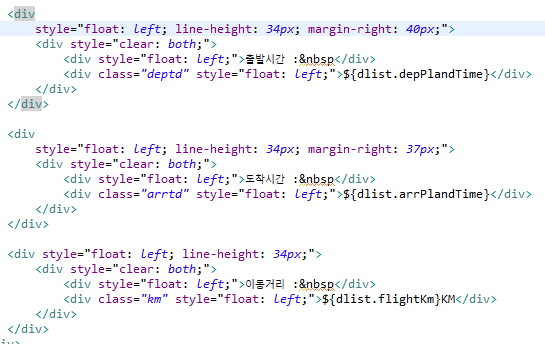 <div
style="float: left; line-height: 34px; margin-right: 40px;">
<div style="clear: both;">
<div style="float: left;">출발시간 :&nbsp</div>
<div class="deptd" style="float: left;">${dlist.depPlandTime}</div>
</div>
</div>
<div
style="float: left; line-height: 34px; margin-right: 37px;">
<div style="clear: both;">
<div style="float: left;">도착시간 :&nbsp</div>
<div class="arrtd" style="float: left;">${dlist.arrPlandTime}</div>
</div>
</div>
<div style="float: left; line-height: 34px;">
<div style="clear: both;">
<div style="float: left;">이동거리 :&nbsp</div>
<div class="km" style="float: left;">${dlist.flightKm}KM</div>
</div>
</div>